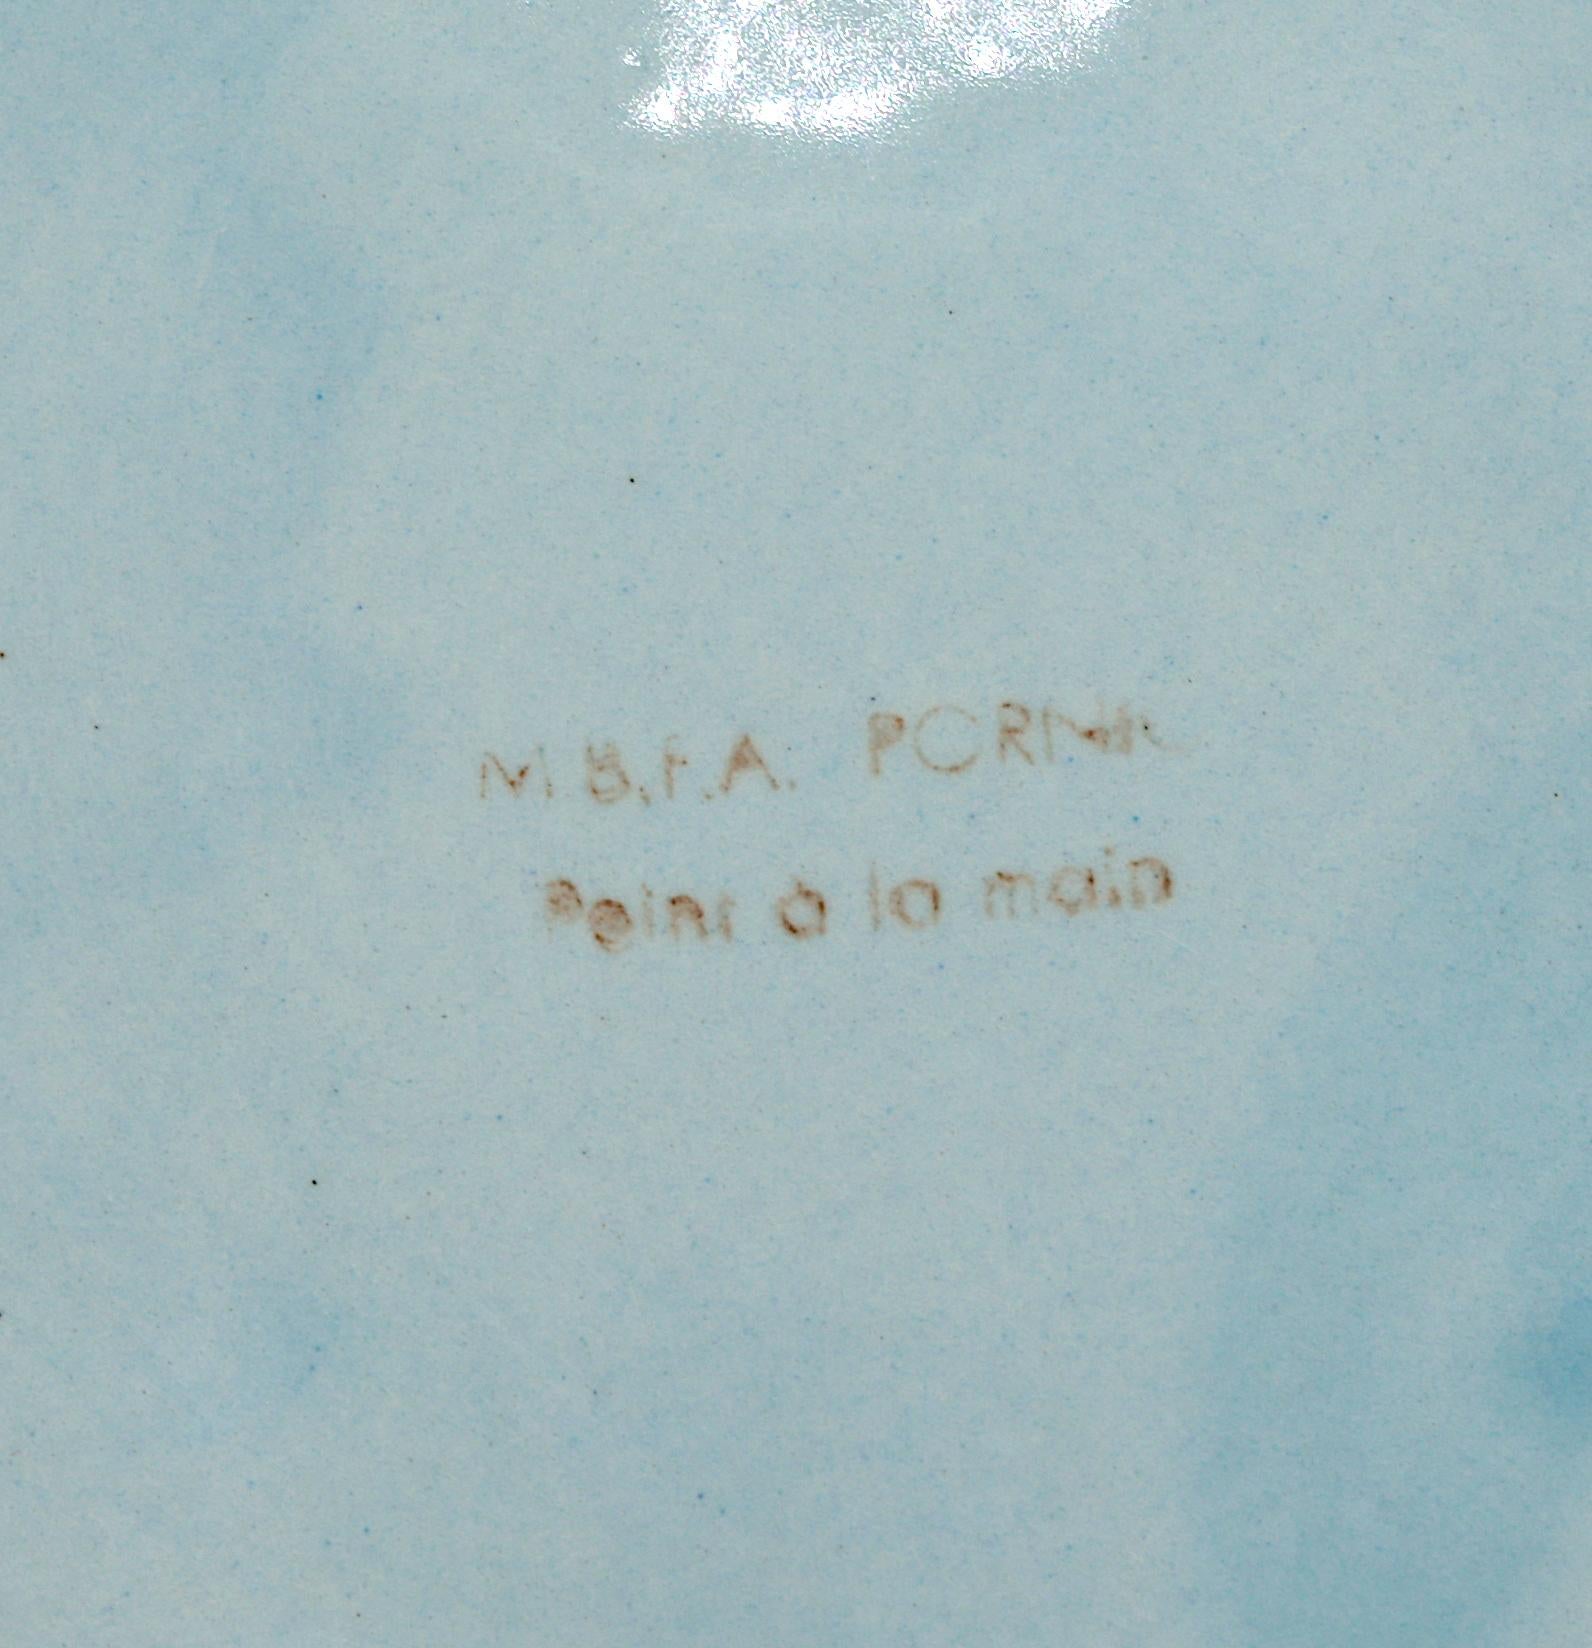 M.B.F.A. PORNIC
Peint à la main